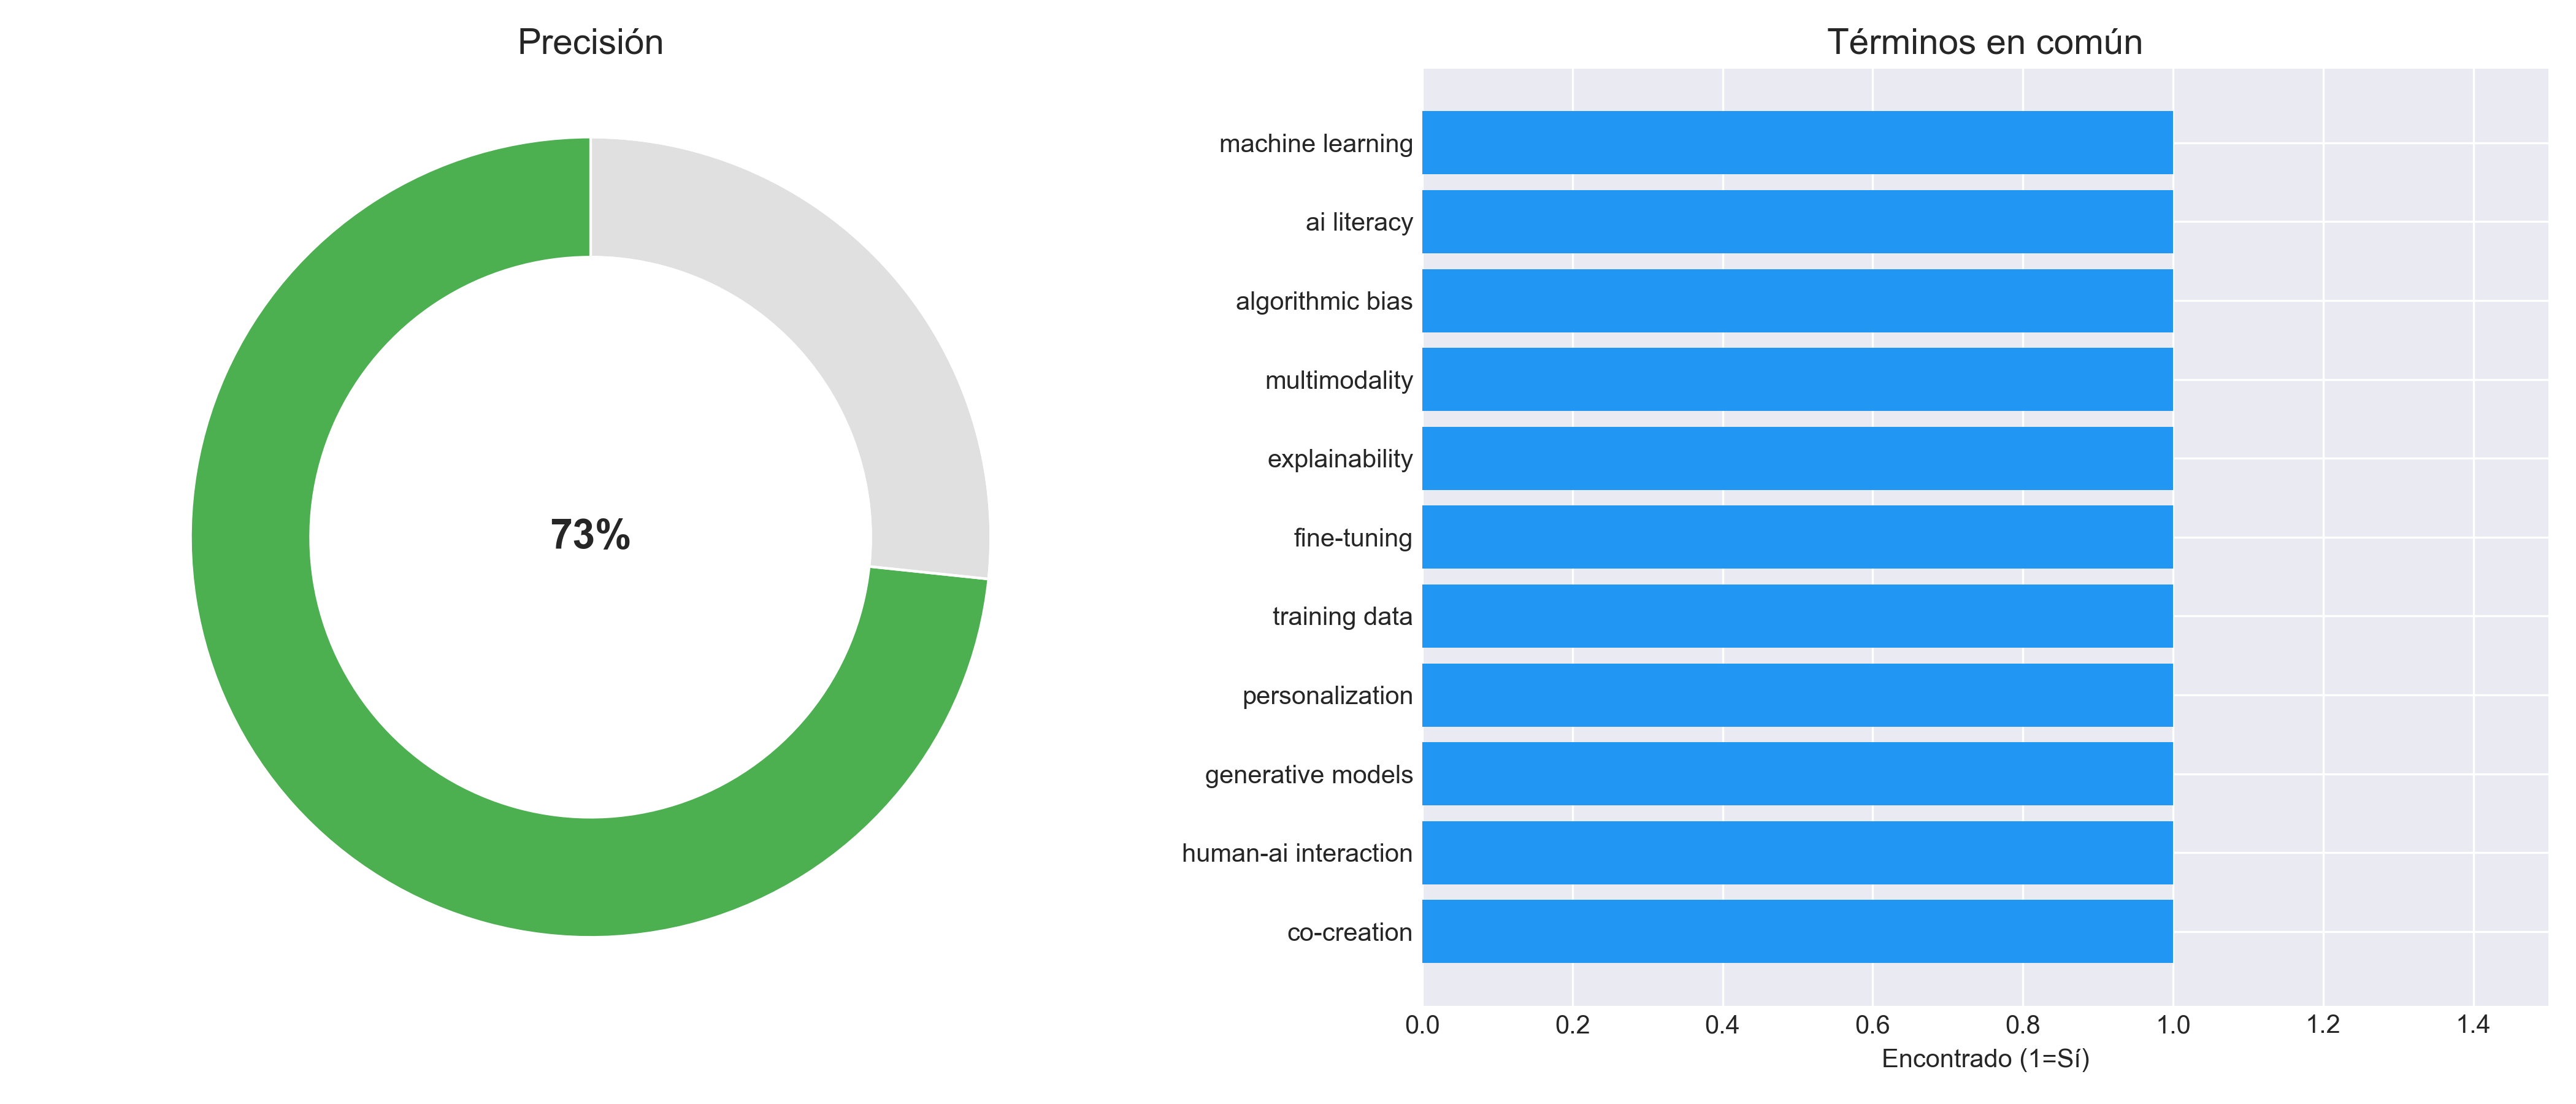 Precisión
73%
Términos en común
machine learning
ai literacy
algorithmic bias
multimodality
explainability
fine-tuning
training data
personalization
generative models
human-ai interaction
co-creation
0.0 0.2 0.4 0.6 0.8 1.0 1.2 1.4
Encontrado (1=Sí)